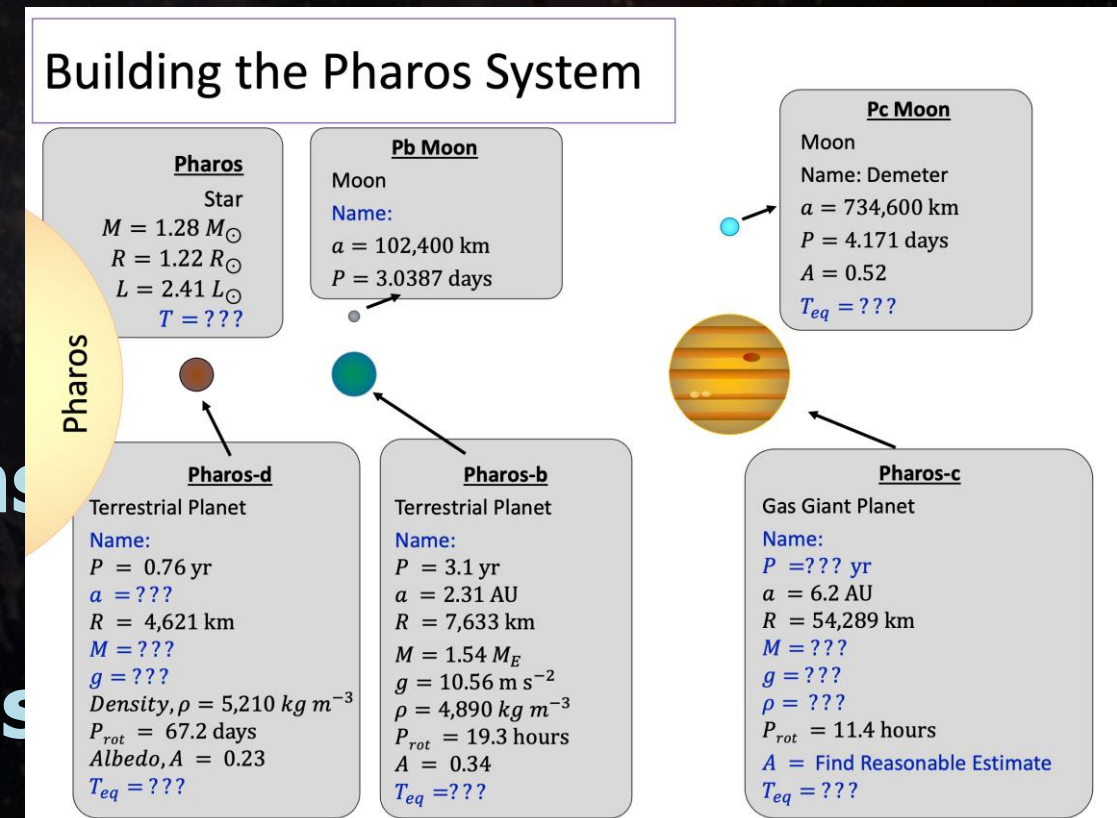 Building the Pharos System
Pharos
Star
M = 1.28 M☉
R = 1.22 R☉
L = 2.41 L☉
T = ???
Pb Moon
Moon
Name:
a = 102,400 km
P = 3.0387 days
Pc Moon
Moon
Name: Demeter
a = 734,600 km
P = 4.171 days
A = 0.52
T_eq = ???
Pharos
Pharos-d
Terrestrial Planet
Name:
P = 0.76 yr
a = ???
R = 4,621 km
M = ???
g = ???
Density, ρ = 5,210 kg m⁻³
P_rot = 67.2 days
Albedo, A = 0.23
T_eq = ???
Pharos-b
Terrestrial Planet
Name:
P = 3.1 yr
a = 2.31 AU
R = 7,633 km
M = 1.54 M_E
g = 10.56 m s⁻²
ρ = 4,890 kg m⁻³
P_rot = 19.3 hours
A = 0.34
T_eq =???
Pharos-c
Gas Giant Planet
Name:
P =??? yr
a = 6.2 AU
R = 54,289 km
M = ???
g = ???
ρ = ???
P_rot = 11.4 hours
A = Find Reasonable Estimate
T_eq = ???